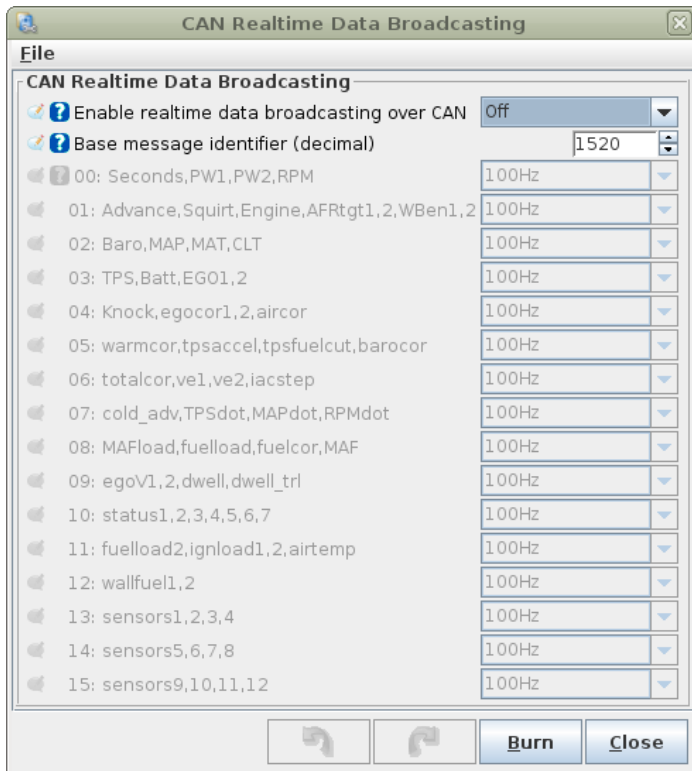 CAN Realtime Data Broadcasting
File
CAN Realtime Data Broadcasting
Enable realtime data broadcasting over CAN Off
Base message identifier (decimal) 1520
00: Seconds,PW1,PW2,RPM 100Hz
01: Advance,Squirt,Engine,AFRtgt1,2,WBen1,2 100Hz
02: Baro,MAP,MAT,CLT 100Hz
03: TPS,Batt,EGO1,2 100Hz
04: Knock,egocor1,2,aircor 100Hz
05: warmcor,tpsaccel,tpsfuelcut,barocor 100Hz
06: totalcor,ve1,ve2,iacstep 100Hz
07: cold_adv,TPSdot,MAPdot,RPMdot 100Hz
08: MAFload,fuelload,fuelcor,MAF 100Hz
09: egoV1,2,dwell,dwell_trl 100Hz
10: status1,2,3,4,5,6,7 100Hz
11: fuelload2,ignload1,2,airtemp 100Hz
12: wallfuel1,2 100Hz
13: sensors1,2,3,4 100Hz
14: sensors5,6,7,8 100Hz
15: sensors9,10,11,12 100Hz
Burn Close